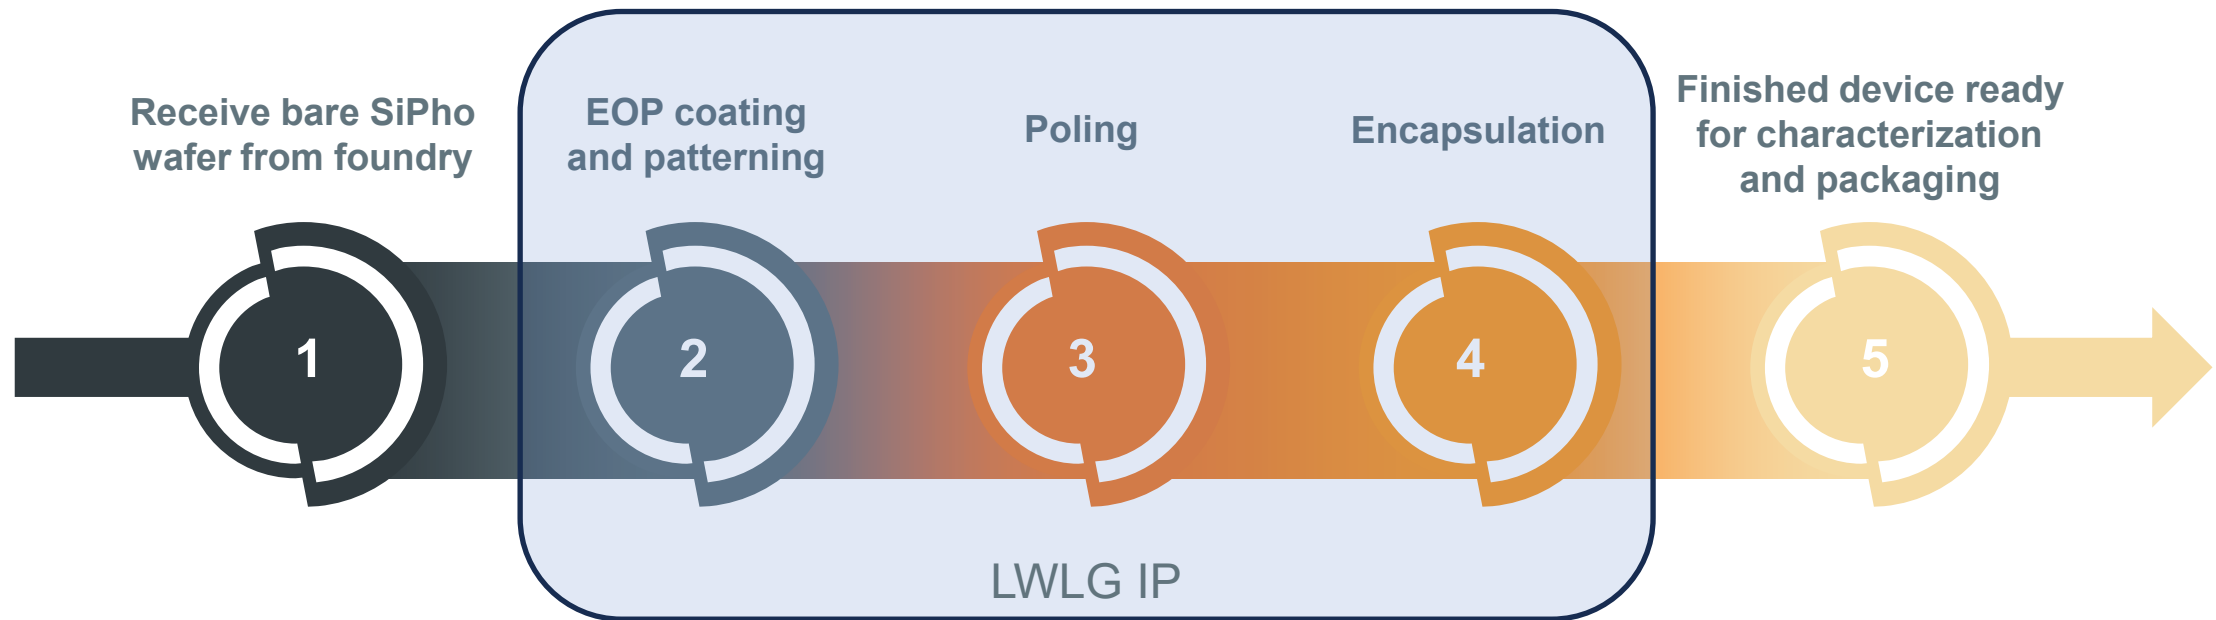 Receive bare SiPho
wafer from foundry
EOP coating
and patterning
Poling
Encapsulation
Finished device ready
for characterization
and packaging
1
2
3
4
5
LWLG IP